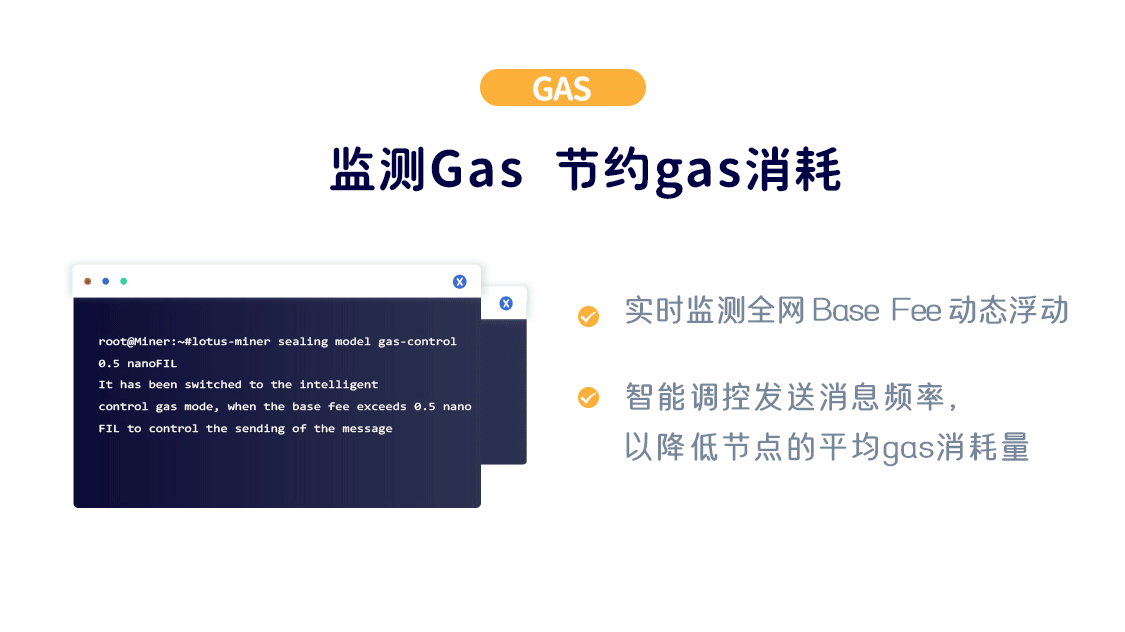 GAS
监测Gas 节约gas消耗
X
X
root@Miner:~#lotus-miner sealing model gas-control
0.5 nanoFIL
It has been switched to the intelligent
control gas mode, when the base fee exceeds 0.5 nano
FIL to control the sending of the message
实时监测全网Base Fee动态浮动
智能调控发送消息频率，
以降低节点的平均gas消耗量